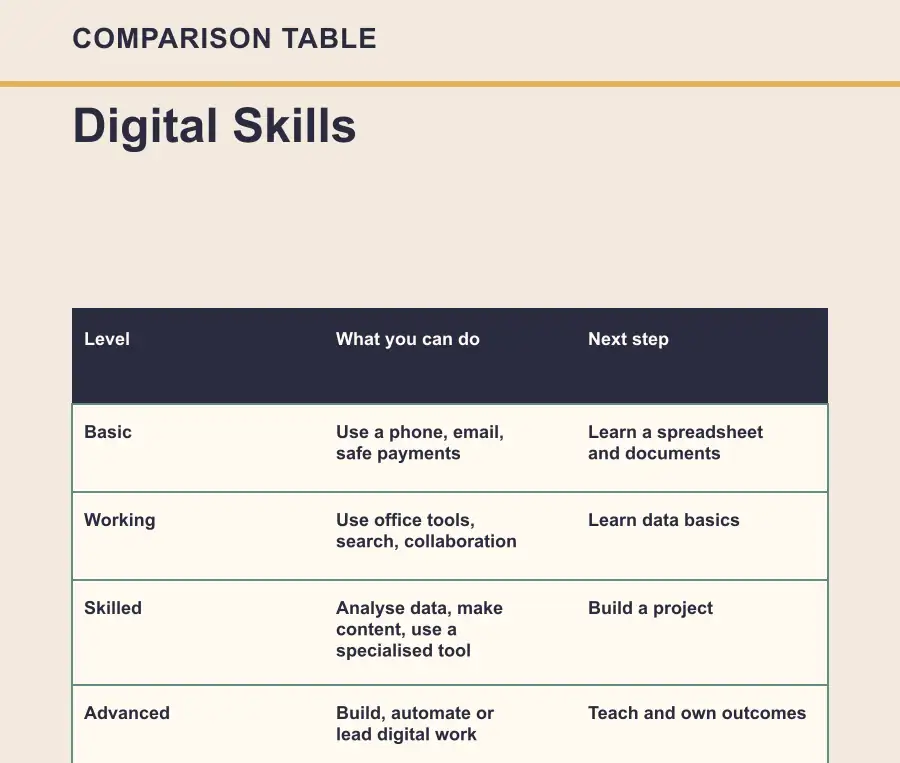 COMPARISON TABLE
Digital Skills
Level What you can do Next step
Basic Use a phone, email, Learn a spreadsheet
safe payments and documents
Working Use office tools, Learn data basics
search, collaboration
Skilled Analyse data, make Build a project
content, use a
specialised tool
Advanced Build, automate or Teach and own outcomes
lead digital work